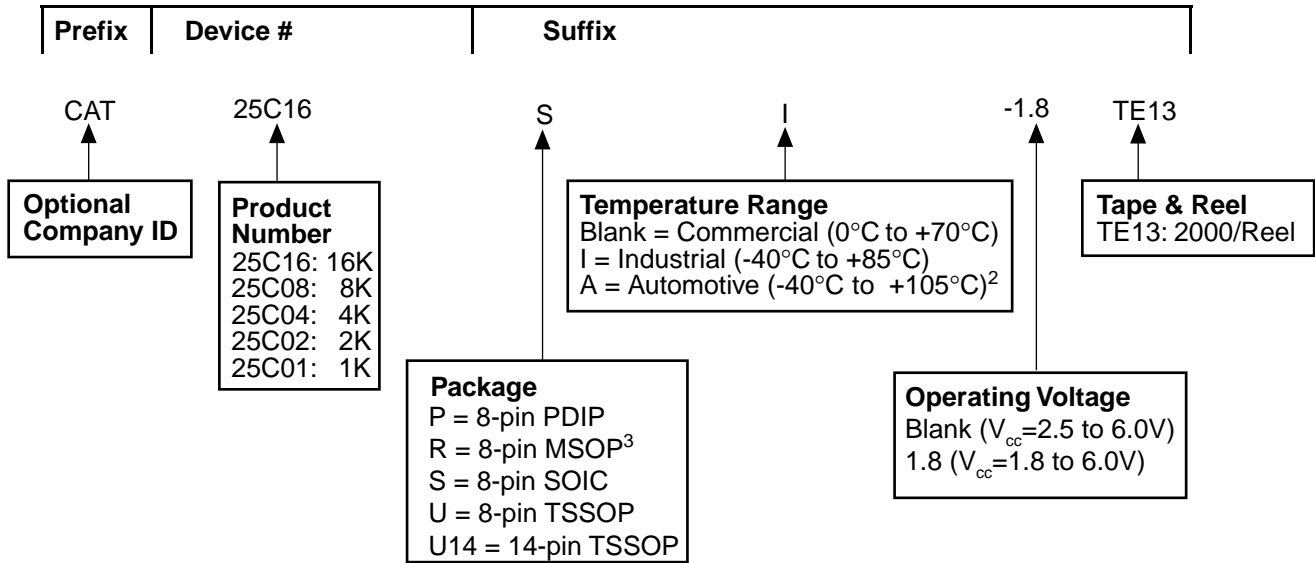 Prefix Device # Suffix
CAT 25C16 S I -1.8 TE13
Optional
Company ID
Product
Number
25C16: 16K
25C08: 8K
25C04: 4K
25C02: 2K
25C01: 1K
Temperature Range
Blank = Commercial (0°C to +70°C)
I = Industrial (-40°C to +85°C)
A = Automotive (-40°C to +105°C)²
Tape & Reel
TE13: 2000/Reel
Package
P = 8-pin PDIP
R = 8-pin MSOP³
S = 8-pin SOIC
U = 8-pin TSSOP
U14 = 14-pin TSSOP
Operating Voltage
Blank (Vcc=2.5 to 6.0V)
1.8 (Vcc=1.8 to 6.0V)